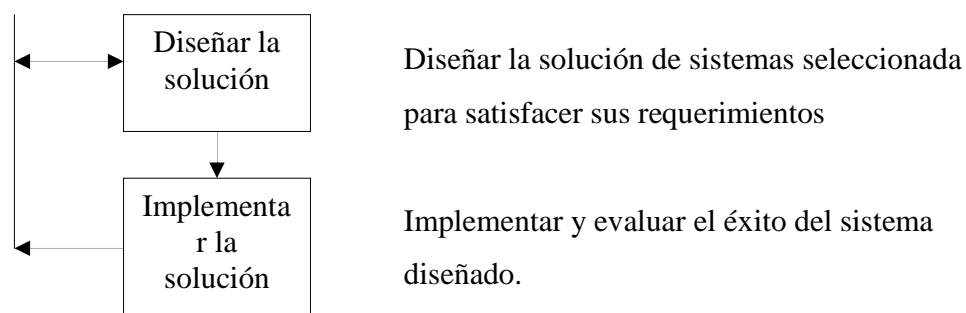 Diseñar la
solución
Diseñar la solución de sistemas seleccionada
para satisfacer sus requerimientos
Implementa
r la
solución
Implementar y evaluar el éxito del sistema
diseñado.